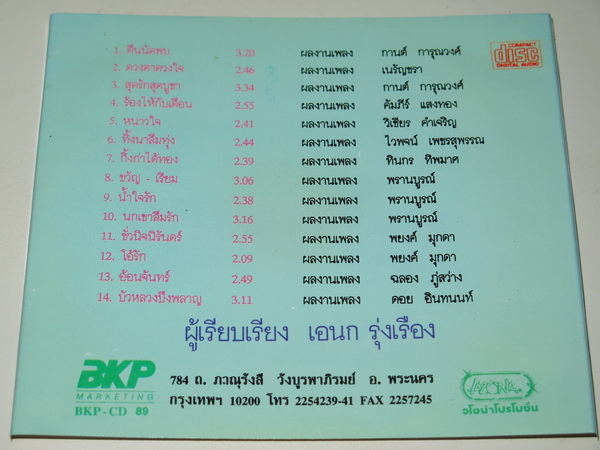 COMPACT
disc
DIGITAL AUDIO
1. คืนนัดพบ 3.20 ผลงานเพลง กานต์ การุณวงศ์
2. ดวงตาดวงใจ 2.46 ผลงานเพลง เนรัญชรา
3. สุดรักสุดบูชา 3.34 ผลงานเพลง กานต์ การุณวงศ์
4. ร้องไห้กับเดือน 2.55 ผลงานเพลง คัมภีร์ แสงทอง
5. หนาวใจ 2.41 ผลงานเพลง วิเชียร คำเจริญ
6. ทิ้งนาลืมทุ่ง 2.44 ผลงานเพลง ไวพจน์ เพชรสุพรรณ
7. กิ้งก่าได้ทอง 2.39 ผลงานเพลง ทินกร ทิพมาศ
8. ขวัญ - เรียม 3.06 ผลงานเพลง พรานบูรณ์
9. น้ำใจรัก 2.38 ผลงานเพลง พรานบูรณ์
10. นกเขาลืมรัก 3.16 ผลงานเพลง พรานบูรณ์
11. ชั่วนิจนิรันดร์ 2.55 ผลงานเพลง พยงค์ มุกดา
12. โอ้รัก 2.09 ผลงานเพลง พยงค์ มุกดา
13. อ้อนจันทร์ 2.49 ผลงานเพลง ฉลอง ภู่สว่าง
14. บัวหลวงบึงพลาญ 3.11 ผลงานเพลง ดอย อินทนนท์
ผู้เรียบเรียง เอนก รุ่งเรือง
BKP
MARKETING
BKP-CD 89
784 ถ. ภาณุรังสี วังบูรพาภิรมย์ อ. พระนคร
กรุงเทพฯ 10200 โทร 2254239-41 FAX 2257245
อโซน่าโปรโมชั่น